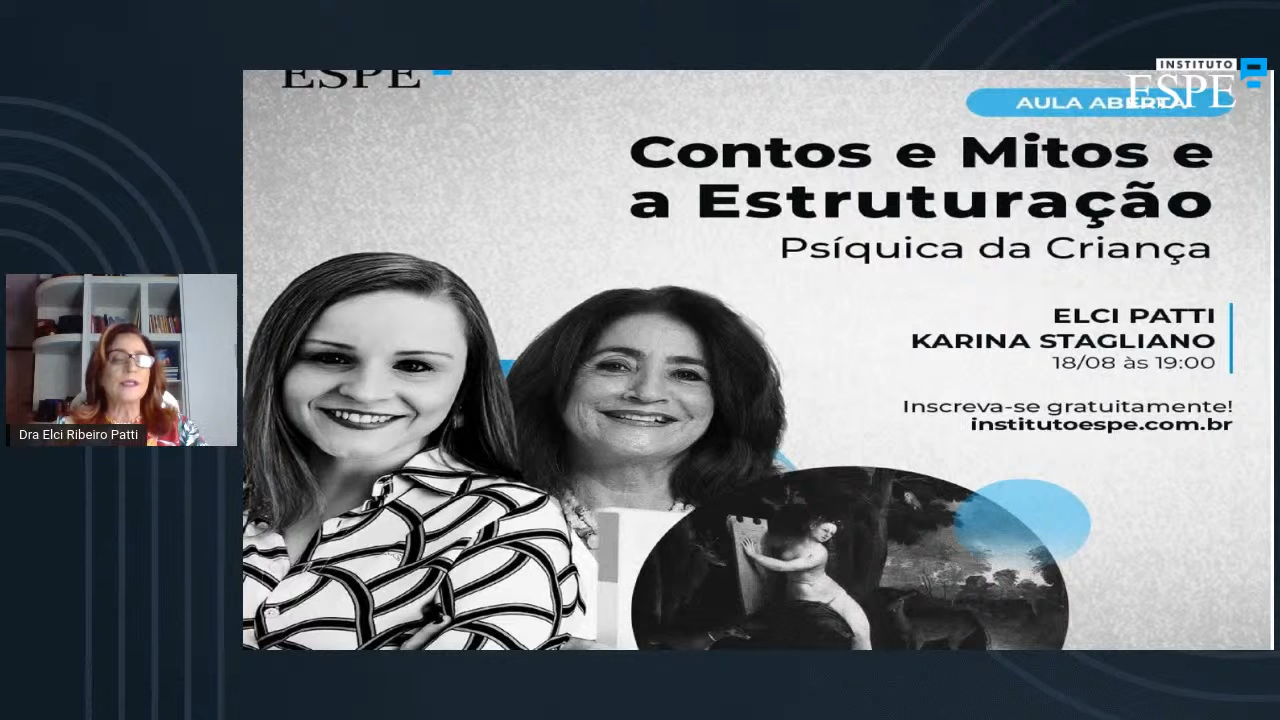 INSTITUTO
ESPE
ESPE
AULA ABERTA
Contos e Mitos e
a Estruturação
Psíquica da Criança
ELCI PATTI
KARINA STAGLIANO
18/08 às 19:00
Inscreva-se gratuitamente!
institutoespe.com.br
Dra Elci Ribeiro Patti